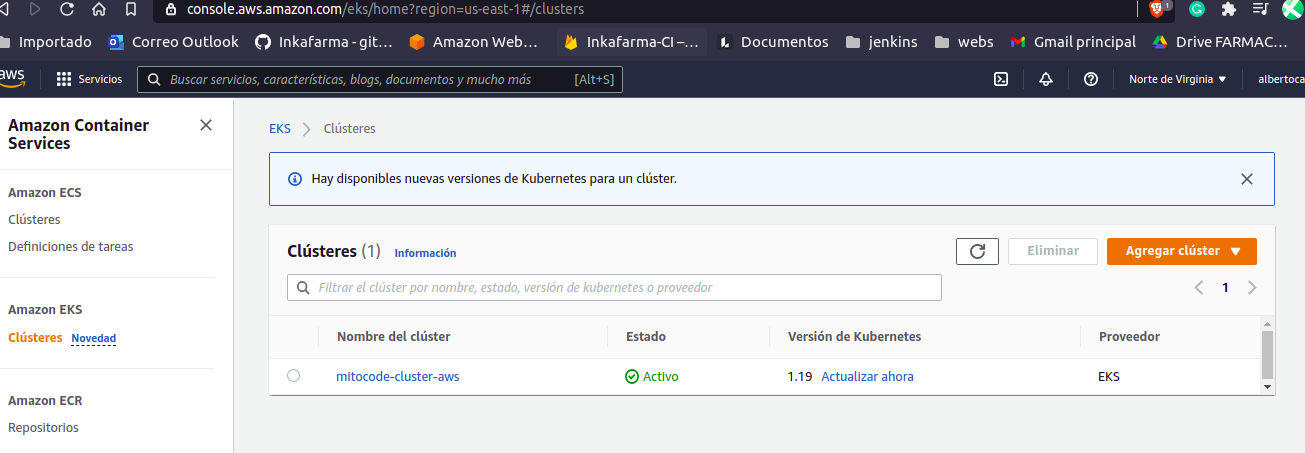 console.aws.amazon.com/eks/home?region=us-east-1#/clusters
1
Importado
Correo Outlook
Inkafarma - git...
Amazon Web...
Inkafarma-CI –...
Documentos
jenkins
webs
Gmail principal
Drive FARMAC...
aws
Servicios
Buscar servicios, características, blogs, documentos y mucho más
[Alt+S]
Norte de Virginia
albertoca
Amazon Container
Services
Amazon ECS
Clústeres
Definiciones de tareas
Amazon EKS
Clústeres
Novedad
Amazon ECR
Repositorios
EKS
Clústeres
Hay disponibles nuevas versiones de Kubernetes para un clúster.
Clústeres (1)
Información
Eliminar
Agregar clúster
Filtrar el clúster por nombre, estado, versión de kubernetes o proveedor
1
Nombre del clúster
Estado
Versión de Kubernetes
Proveedor
mitocode-cluster-aws
Activo
1.19
Actualizar ahora
EKS